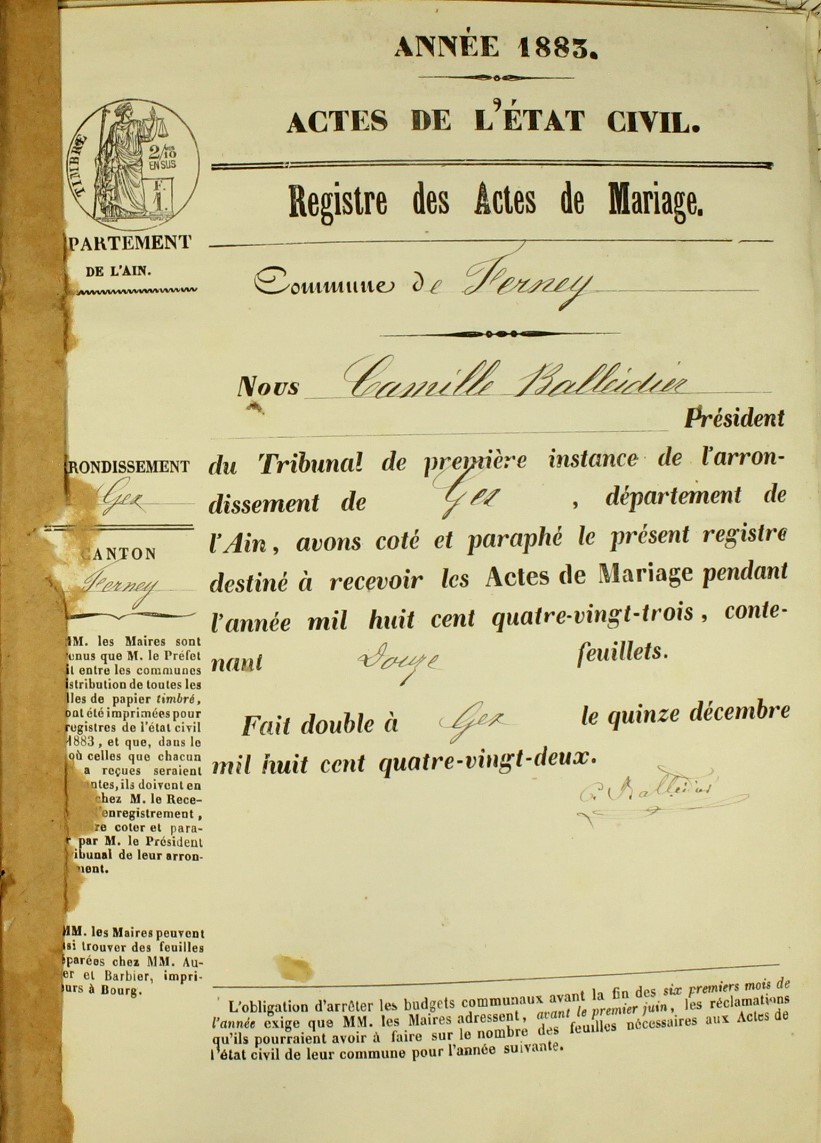 ANNÉE 1883.
ACTES DE L'ÉTAT CIVIL.
TIMBRE
2/10
EN SUS
F.
1.
Registre des Actes de Mariage.
PARTEMENT
DE L'AIN.
Commune de Ferney
Nous Camille Balleidier
Président
du Tribunal de première instance de l'arron-
dissement de Gex, département de
l'Ain, avons coté et paraphé le présent registre
destiné à recevoir les Actes de Mariage pendant
l'année mil huit cent quatre-vingt-trois, conte-
nant Douze feuillets.
Fait double à Gex le quinze décembre
mil huit cent quatre-vingt-deux.
C. Balleidier
RONDISSEMENT
Gex
CANTON
Ferney
MM. les Maires sont
enus que M. le Préfet
it entre les communes
istribution de toutes les
lles de papier timbré,
ont été imprimées pour
registres de l'état civil
1883, et que, dans le
où celles que chacun
a reçues seraient
ntes, ils doivent en
chez M. le Rece-
enregistrement,
re coter et para-
par M. le Président
ibunal de leur arron-
ment.
MM. les Maires peuvent
si trouver des feuilles
parées chez MM. Au-
er et Barbier, impri-
urs à Bourg.
L'obligation d'arrêter les budgets communaux avant la fin des six premiers mois de
l'année exige que MM. les Maires adressent, avant le premier juin, les réclamations
qu'ils pourraient avoir à faire sur le nombre des feuilles nécessaires aux Actes de
l'état civil de leur commune pour l'année suivante.